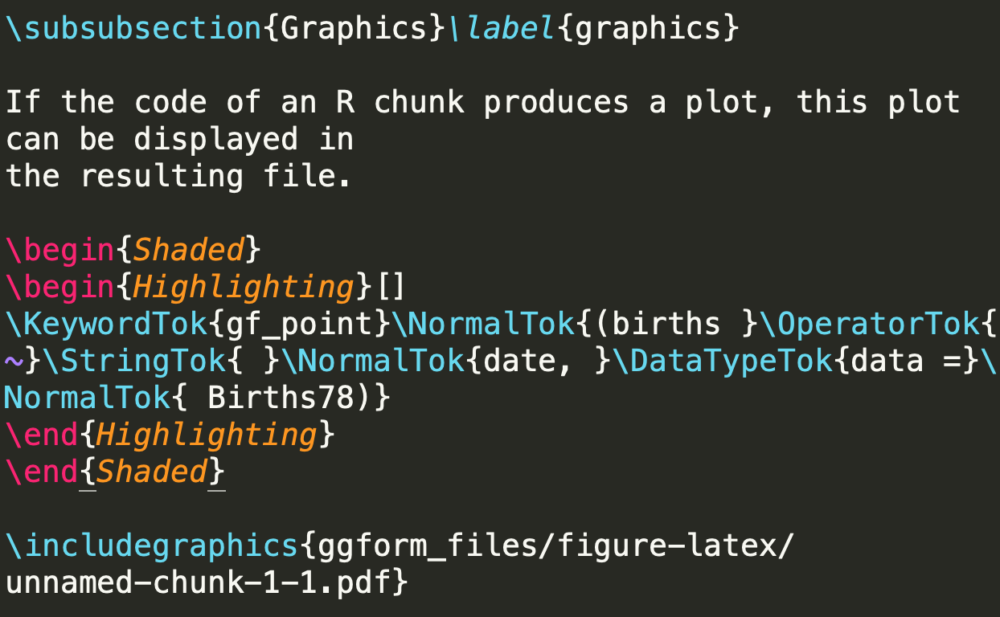 \subsubsection{Graphics}\label{graphics}
If the code of an R chunk produces a plot, this plot
can be displayed in
the resulting file.
\begin{Shaded}
\begin{Highlighting}[]
\KeywordTok{gf_point}\NormalTok{(births }\OperatorTok{
~}\StringTok{ }\NormalTok{date, }\DataTypeTok{data =}\
NormalTok{ Births78)}
\end{Highlighting}
\end{Shaded}
\includegraphics{ggform_files/figure-latex/
unnamed-chunk-1-1.pdf}